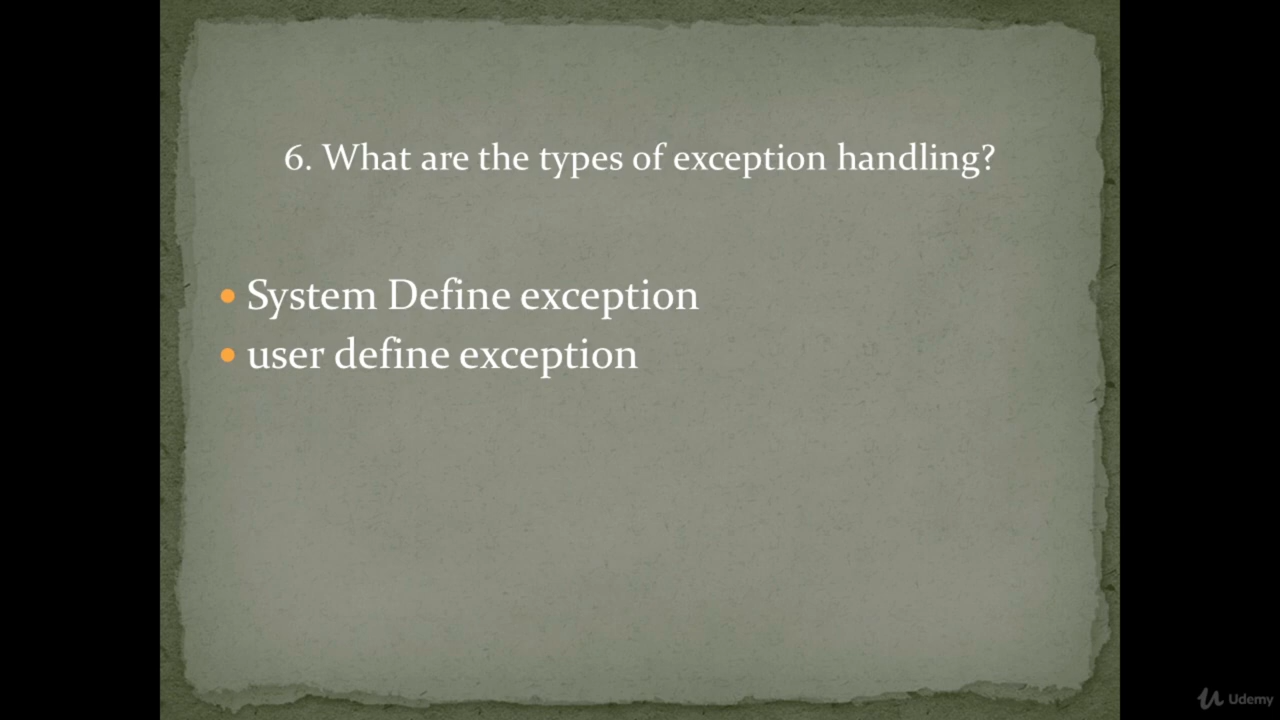 6. What are the types of exception handling?
System Define exception
user define exception
Udemy